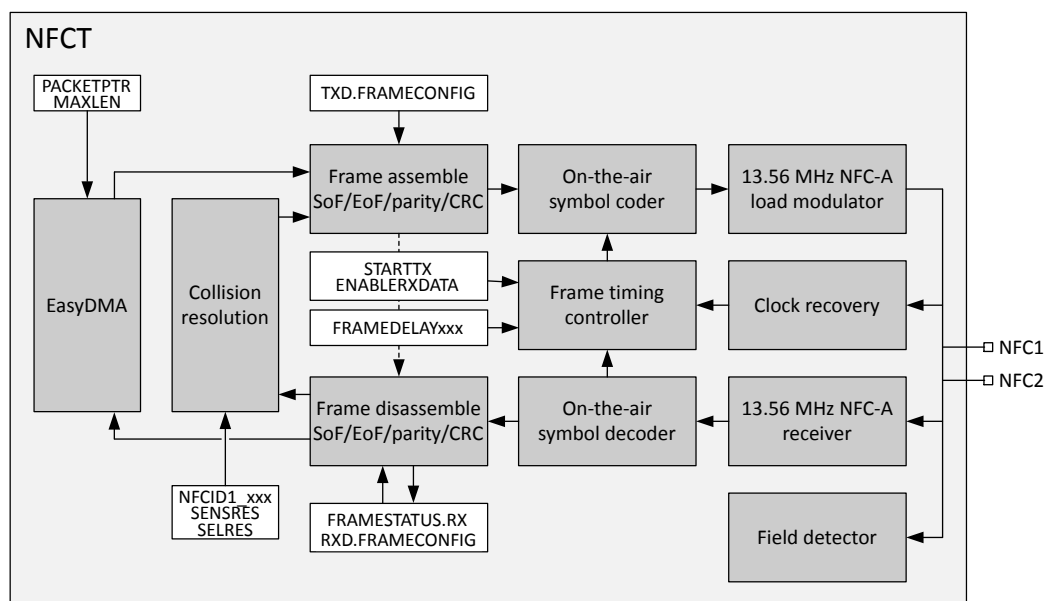 NFCT
PACKETPTR
MAXLEN
TXD.FRAMECONFIG
Frame assemble
SoF/EoF/parity/CRC
On-the-air
symbol coder
13.56 MHz NFC-A
load modulator
EasyDMA
Collision
resolution
STARTTX
ENABLERXDATA
Frame timing
controller
Clock recovery
FRAMEDELAYxxx
NFC1
NFC2
Frame disassemble
SoF/EoF/parity/CRC
On-the-air
symbol decoder
13.56 MHz NFC-A
receiver
NFCID1_xxx
SENSRES
SELRES
FRAMESTATUS.RX
RXD.FRAMECONFIG
Field detector